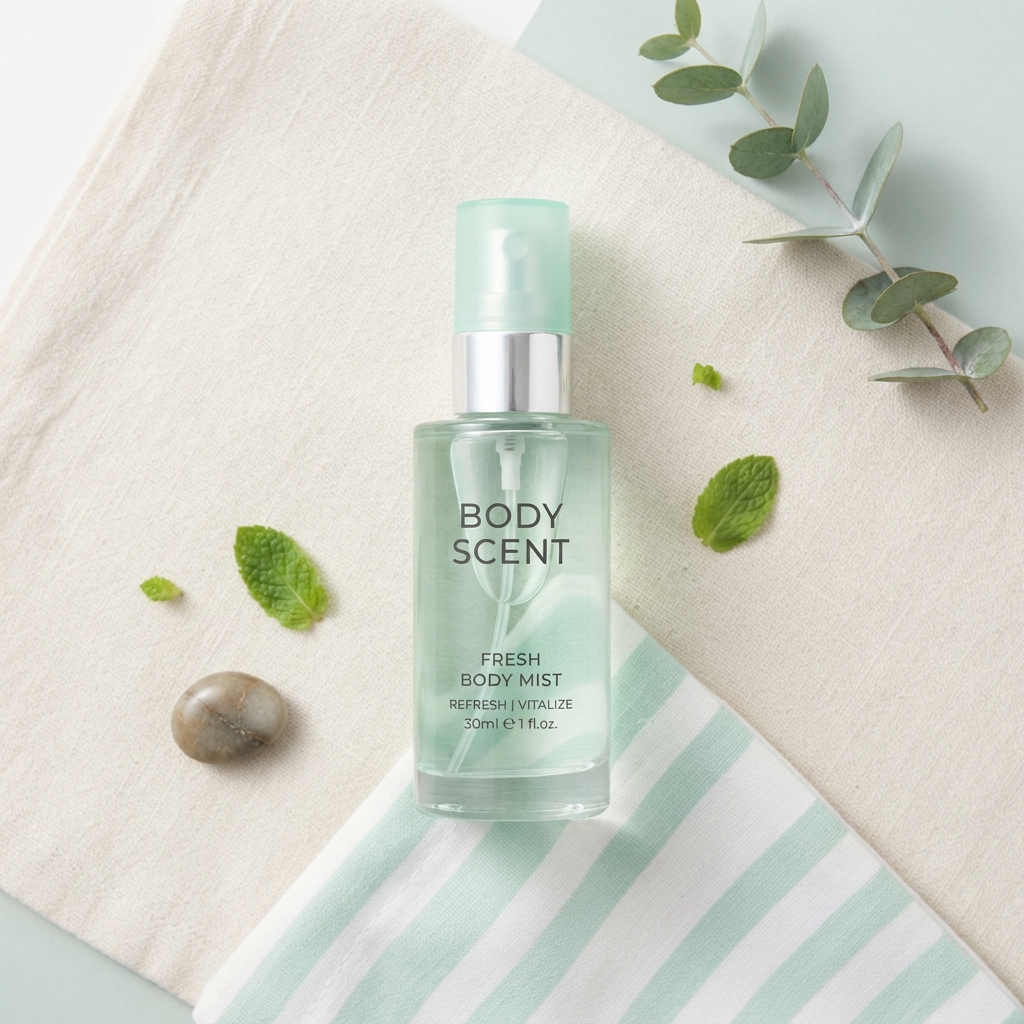 BODY
SCENT
FRESH
BODY MIST
REFRESH | VITALIZE
30ml ℮ 1 fl.oz.